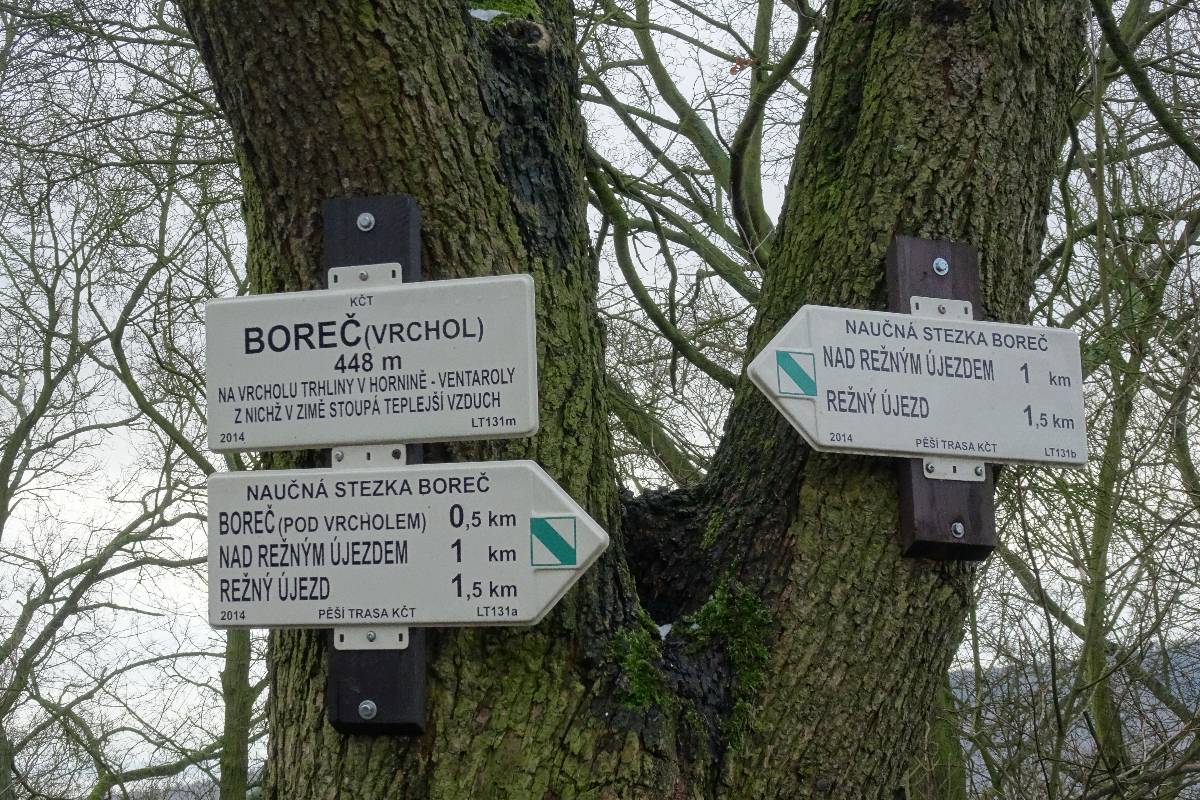 KČT
BOREČ(VRCHOL)
448 m
NA VRCHOLU TRHLINY V HORNINĚ - VENTAROLY
Z NICHŽ V ZIMĚ STOUPÁ TEPLEJŠÍ VZDUCH
2014 LT131m
NAUČNÁ STEZKA BOREČ
BOREČ (POD VRCHOLEM) 0,5 km
NAD REŽNÝM ÚJEZDEM 1 km
REŽNÝ ÚJEZD 1,5 km
2014 PĚŠÍ TRASA KČT LT131a
NAUČNÁ STEZKA BOREČ
NAD REŽNÝM ÚJEZDEM 1 km
REŽNÝ ÚJEZD 1,5 km
2014 PĚŠÍ TRASA KČT LT131b